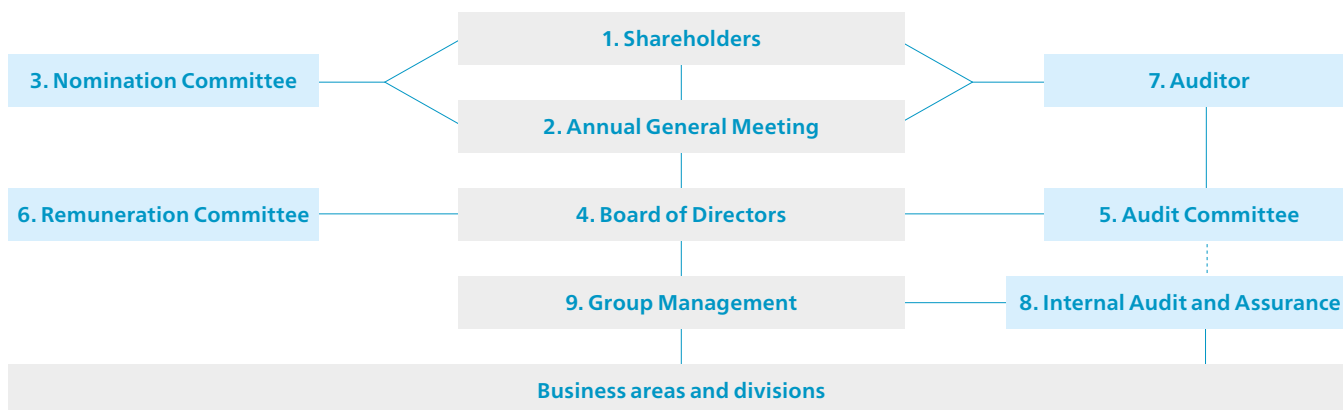 1. Shareholders
3. Nomination Committee
7. Auditor
2. Annual General Meeting
6. Remuneration Committee
4. Board of Directors
5. Audit Committee
9. Group Management
8. Internal Audit and Assurance
Business areas and divisions